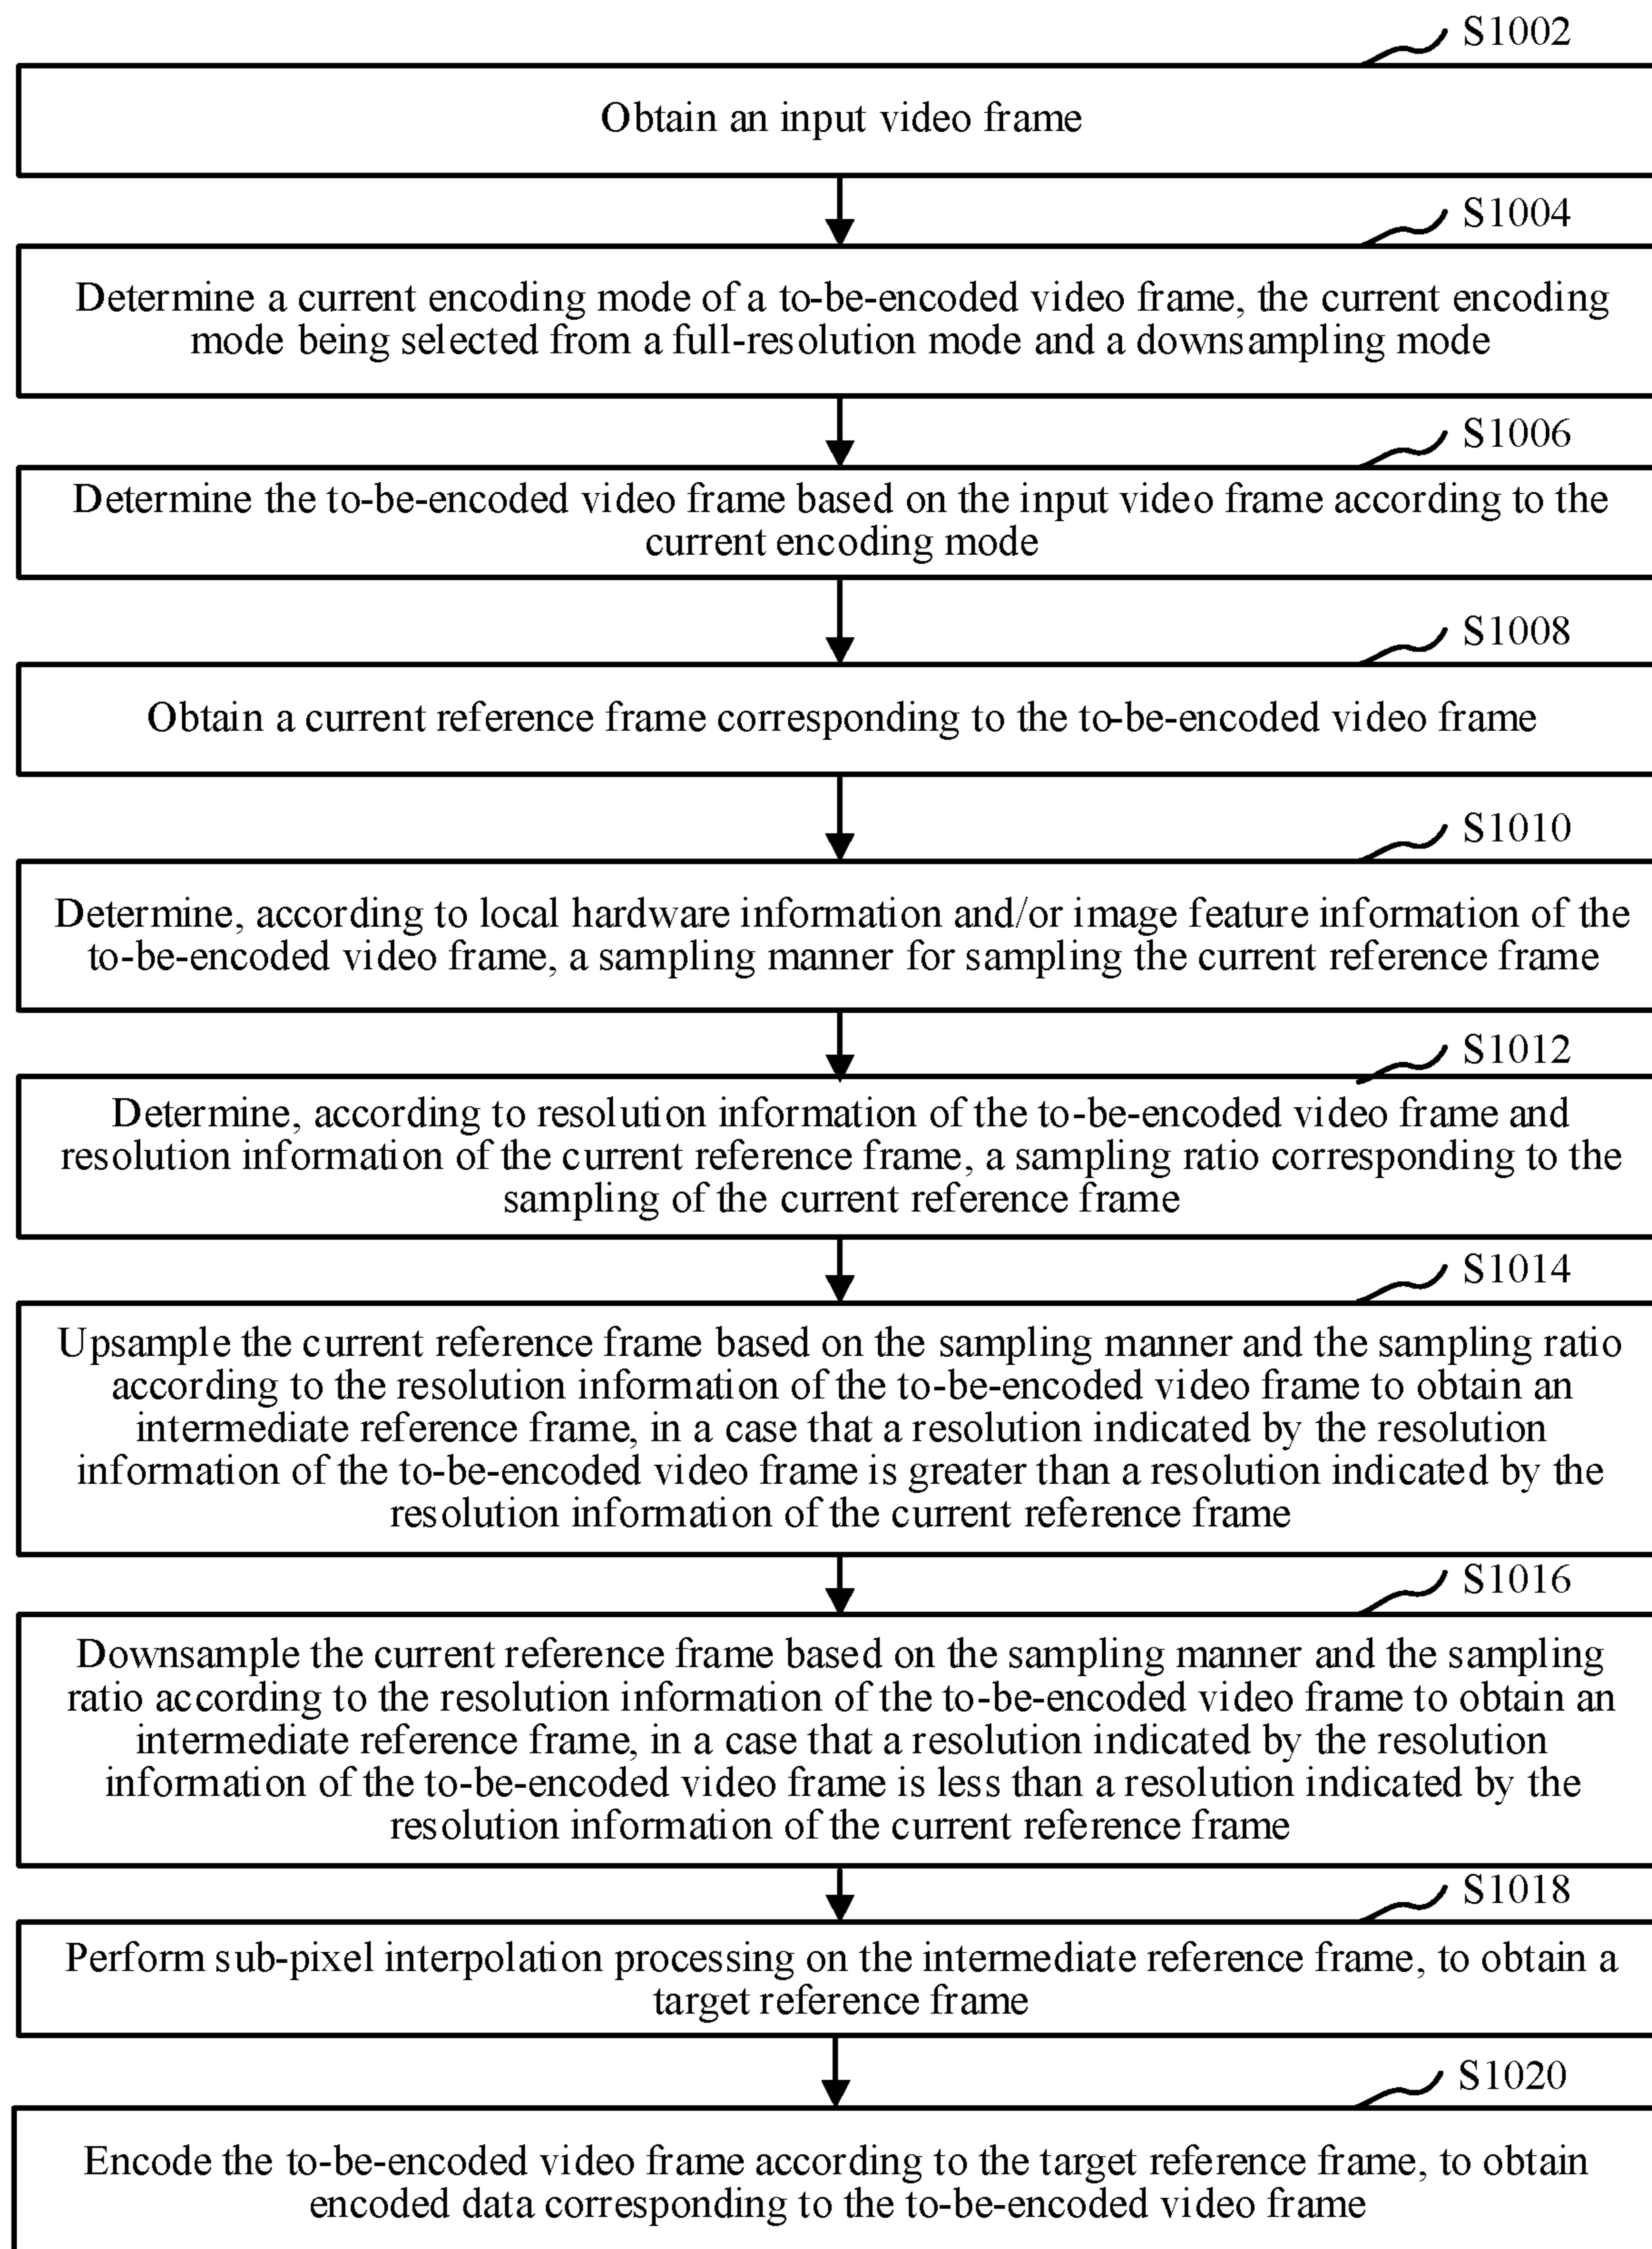 S1002
Obtain an input video frame
S1004
Determine a current encoding mode of a to-be-encoded video frame, the current encoding
mode being selected from a full-resolution mode and a downsampling mode
S1006
Determine the to-be-encoded video frame based on the input video frame according to the
current encoding mode
S1008
Obtain a current reference frame corresponding to the to-be-encoded video frame
S1010
Determine, according to local hardware information and/or image feature information of the
to-be-encoded video frame, a sampling manner for sampling the current reference frame
S1012
Determine, according to resolution information of the to-be-encoded video frame and
resolution information of the current reference frame, a sampling ratio corresponding to the
sampling of the current reference frame
S1014
Upsample the current reference frame based on the sampling manner and the sampling ratio
according to the resolution information of the to-be-encoded video frame to obtain an
intermediate reference frame, in a case that a resolution indicated by the resolution
information of the to-be-encoded video frame is greater than a resolution indicated by the
resolution information of the current reference frame
S1016
Downsample the current reference frame based on the sampling manner and the sampling
ratio according to the resolution information of the to-be-encoded video frame to obtain an
intermediate reference frame, in a case that a resolution indicated by the resolution
information of the to-be-encoded video frame is less than a resolution indicated by the
resolution information of the current reference frame
S1018
Perform sub-pixel interpolation processing on the intermediate reference frame, to obtain a
target reference frame
S1020
Encode the to-be-encoded video frame according to the target reference frame, to obtain
encoded data corresponding to the to-be-encoded video frame